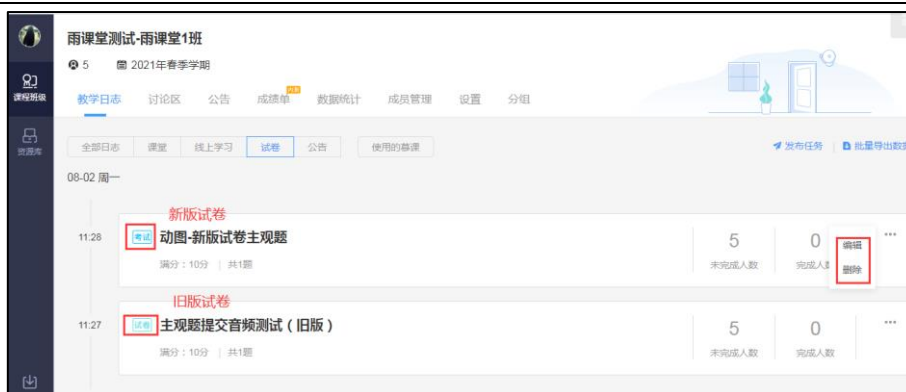 雨课堂测试-雨课堂1班
5 2021年春季学期
课程班级
教学日志 讨论区 公告 成绩单 数据统计 成员管理 设置 分组
资源库
全部日志 课堂 线上学习 试卷 公告 使用的慕课 发布任务 批量导出数据
08-02 周一
新版试卷
11:28 考试 动图-新版试卷主观题 5 0 编辑 ...
满分：10分 | 共1题 未完成人数 完成人数 删除
旧版试卷
11:27 试卷 主观题提交音频测试（旧版） 5 0 ...
满分：10分 | 共1题 未完成人数 完成人数